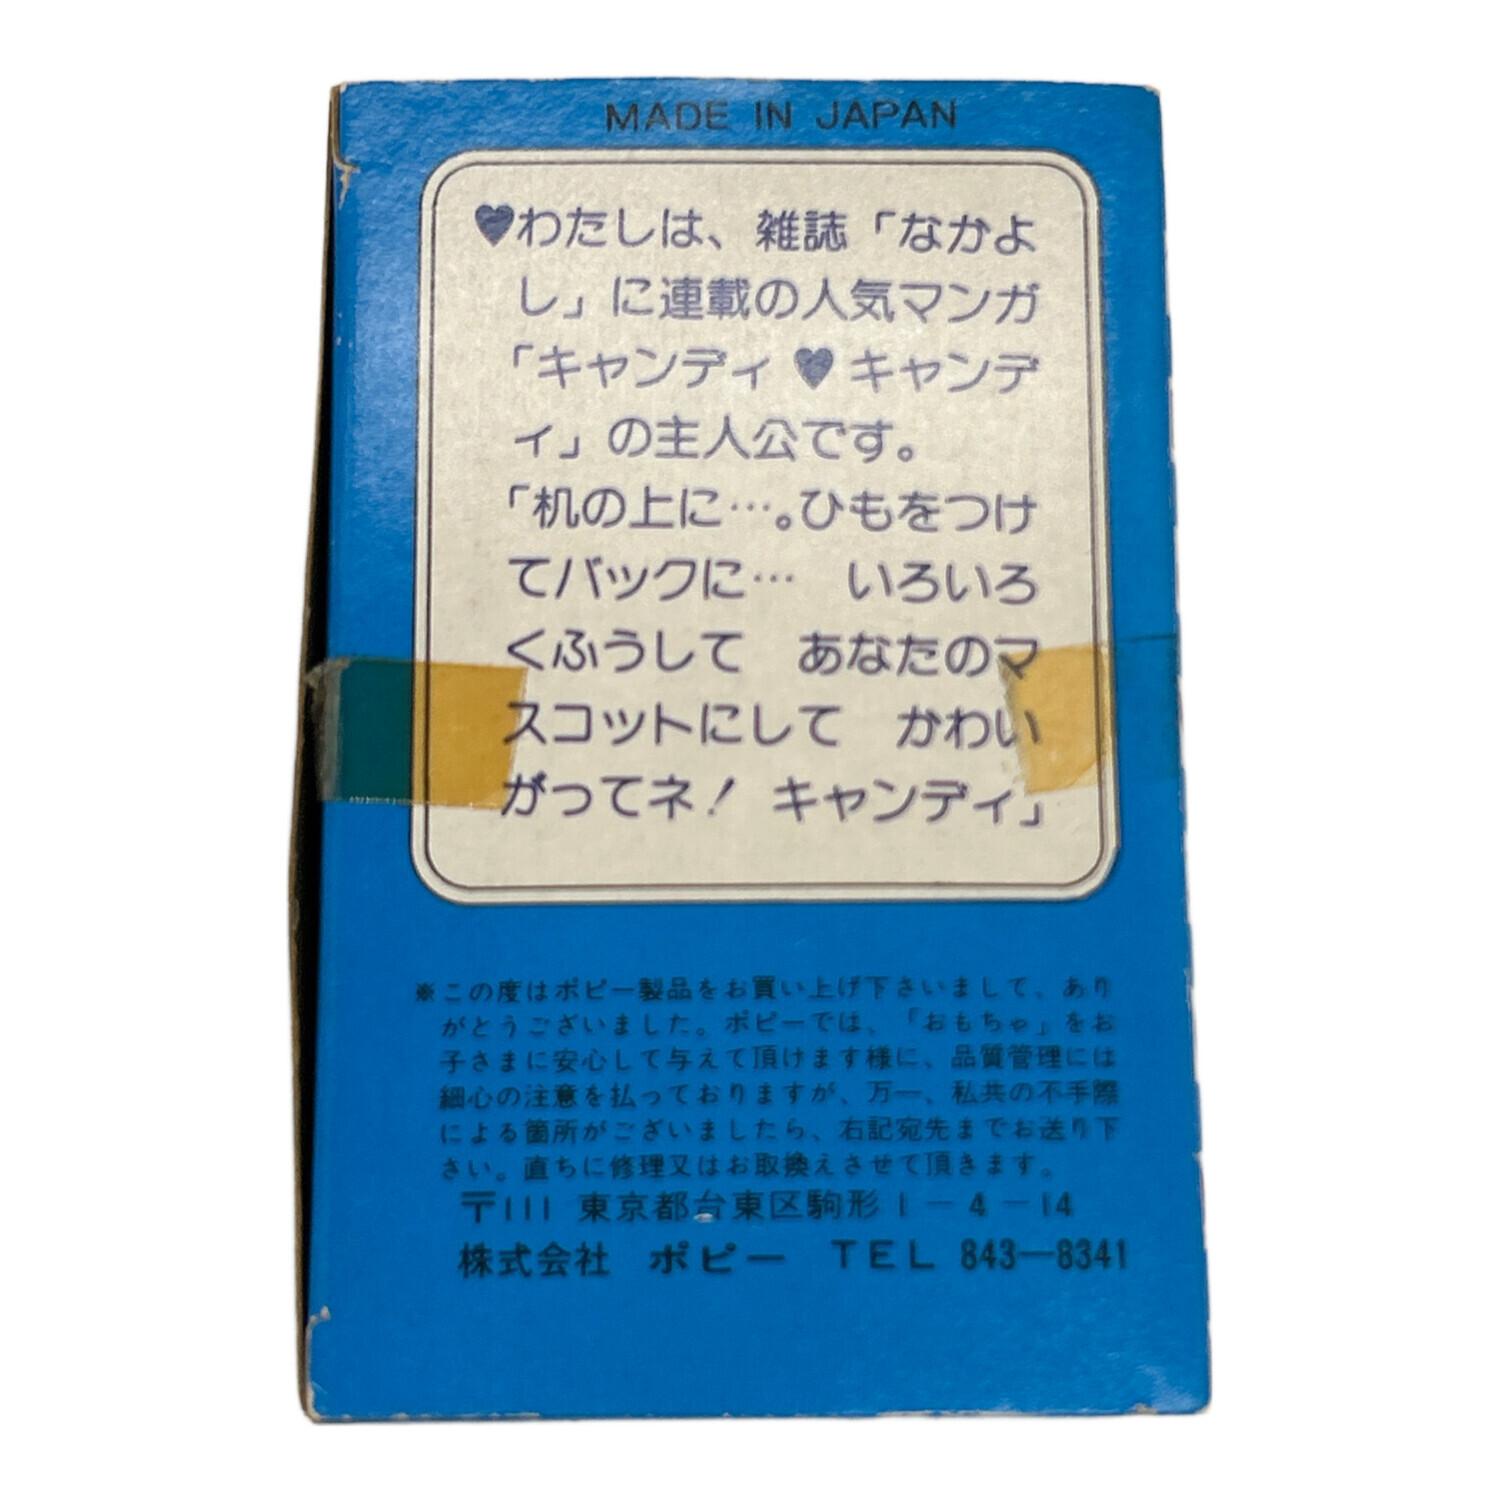 MADE IN JAPAN
♥わたしは、雑誌「なかよ
し」に連載の人気マンガ
「キャンディ♥キャンデ
ィ」の主人公です。
「机の上に…。ひもをつけ
てバックに… いろいろ
くふうして あなたのマ
スコットにして かわい
がってネ! キャンディ」
※この度はポピー製品をお買い上げ下さいまして、あり
がとうございました。ポピーでは、「おもちゃ」をお
子さまに安心して与えて頂けます様に、品質管理には
細心の注意を払っておりますが、万一、私共の不手際
による箇所がございましたら、右記宛先までお送り下
さい。直ちに修理又はお取換えさせて頂きます。
〒111 東京都台東区駒形1-4-14
株式会社 ポピー TEL 843-8341